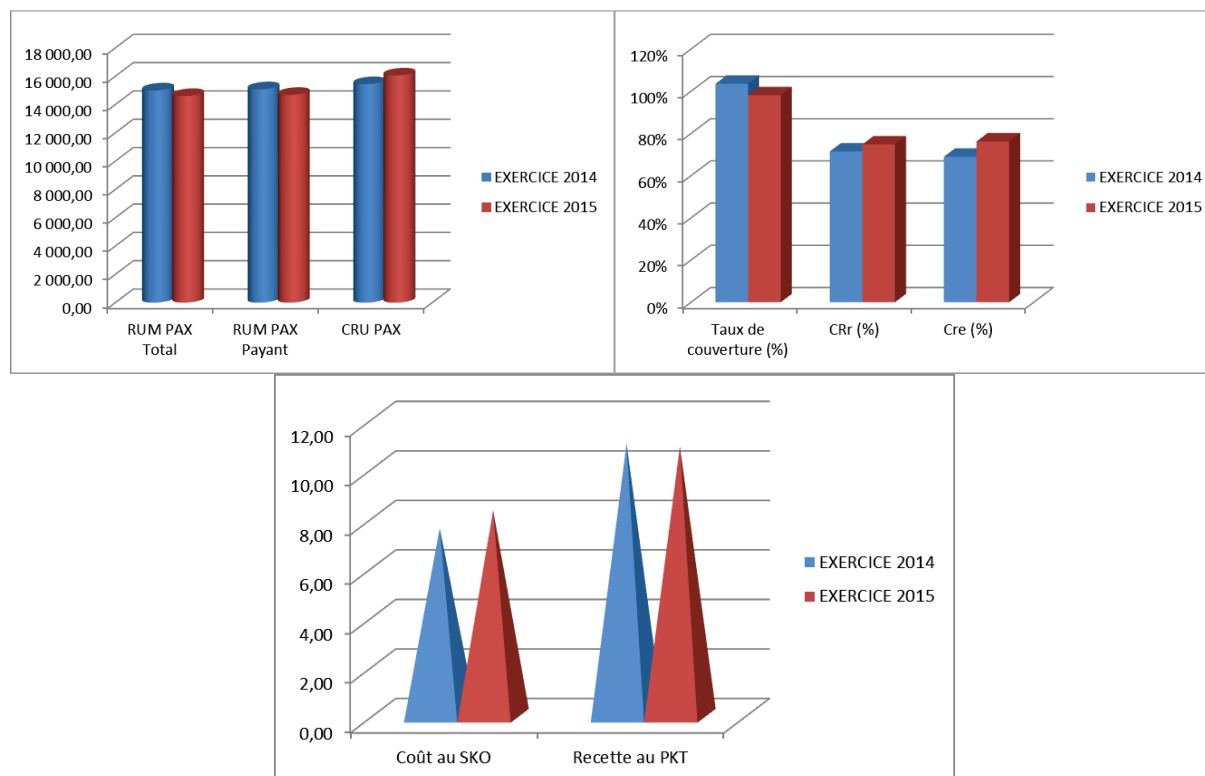 18 000,00
16 000,00
14 000,00
12 000,00
10 000,00
8 000,00
6 000,00
4 000,00
2 000,00
0,00
RUM PAX
Total
RUM PAX
Payant
CRU PAX
EXERCICE 2014
EXERCICE 2015
120%
100%
80%
60%
40%
20%
0%
Taux de
couverture (%)
CRr (%)
Cre (%)
EXERCICE 2014
EXERCICE 2015
12,00
10,00
8,00
6,00
4,00
2,00
0,00
Coût au SKO
Recette au PKT
EXERCICE 2014
EXERCICE 2015